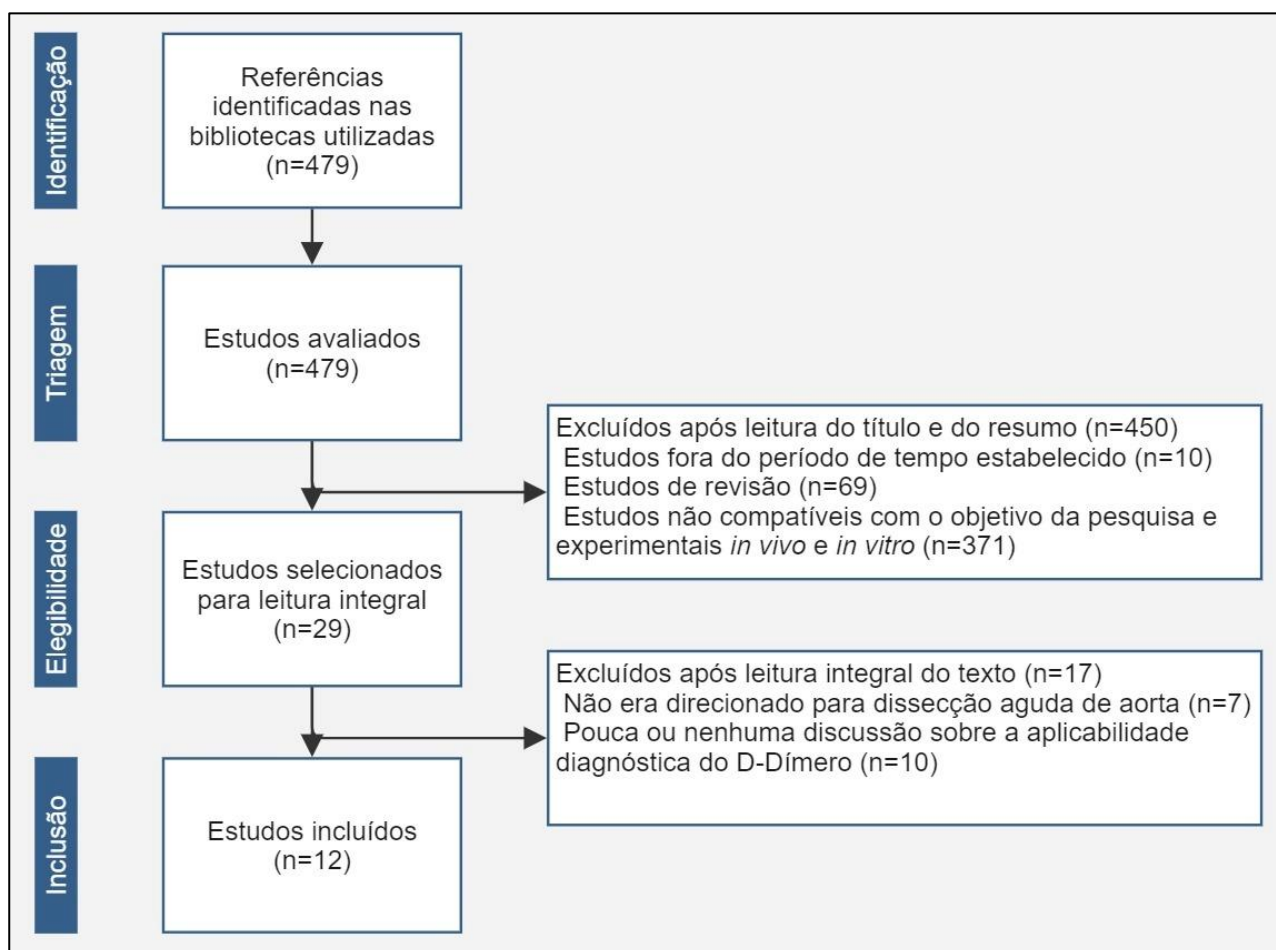 Identificação
Referências
identificadas nas
bibliotecas utilizadas
(n=479)
Triagem
Estudos avaliados
(n=479)
Excluídos após leitura do título e do resumo (n=450)
Estudos fora do período de tempo estabelecido (n=10)
Estudos de revisão (n=69)
Estudos não compatíveis com o objetivo da pesquisa e
experimentais in vivo e in vitro (n=371)
Elegibilidade
Estudos selecionados
para leitura integral
(n=29)
Excluídos após leitura integral do texto (n=17)
Não era direcionado para dissecção aguda de aorta (n=7)
Pouca ou nenhuma discussão sobre a aplicabilidade
diagnóstica do D-Dímero (n=10)
Inclusão
Estudos incluídos
(n=12)